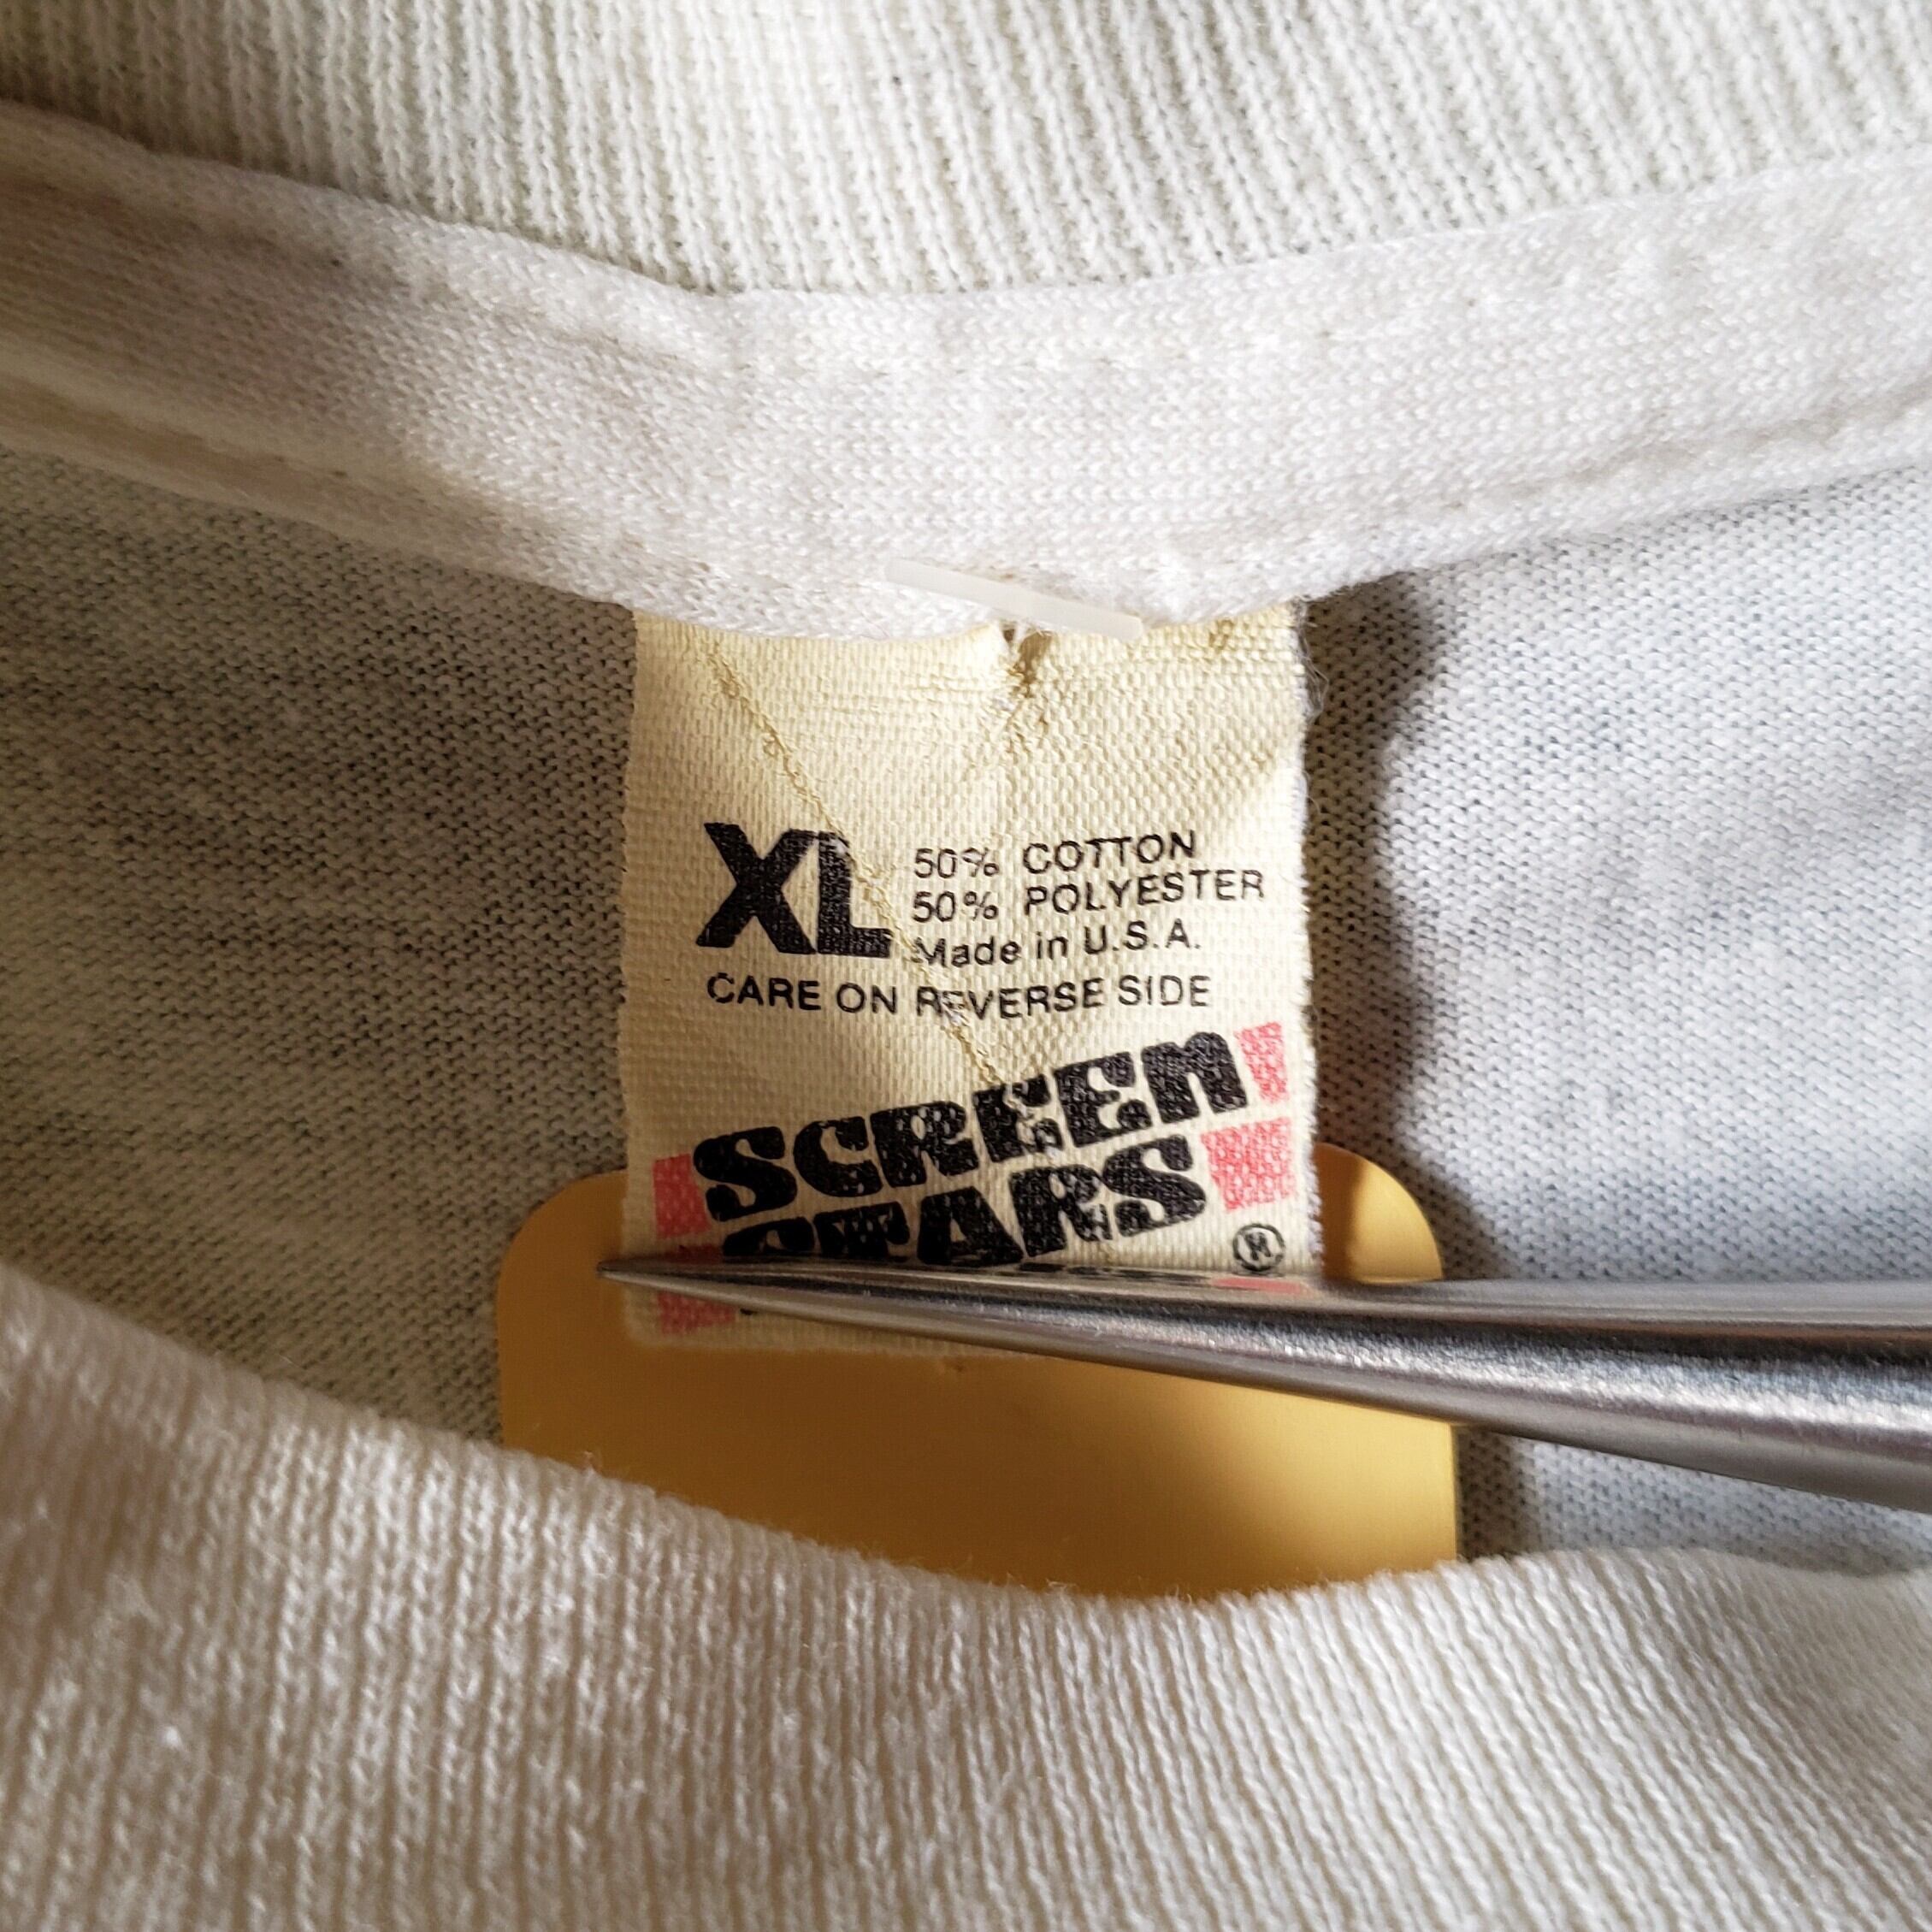 XL
50% COTTON
50% POLYESTER
Made in U.S.A.
CARE ON REVERSE SIDE
SCREEN
STARS